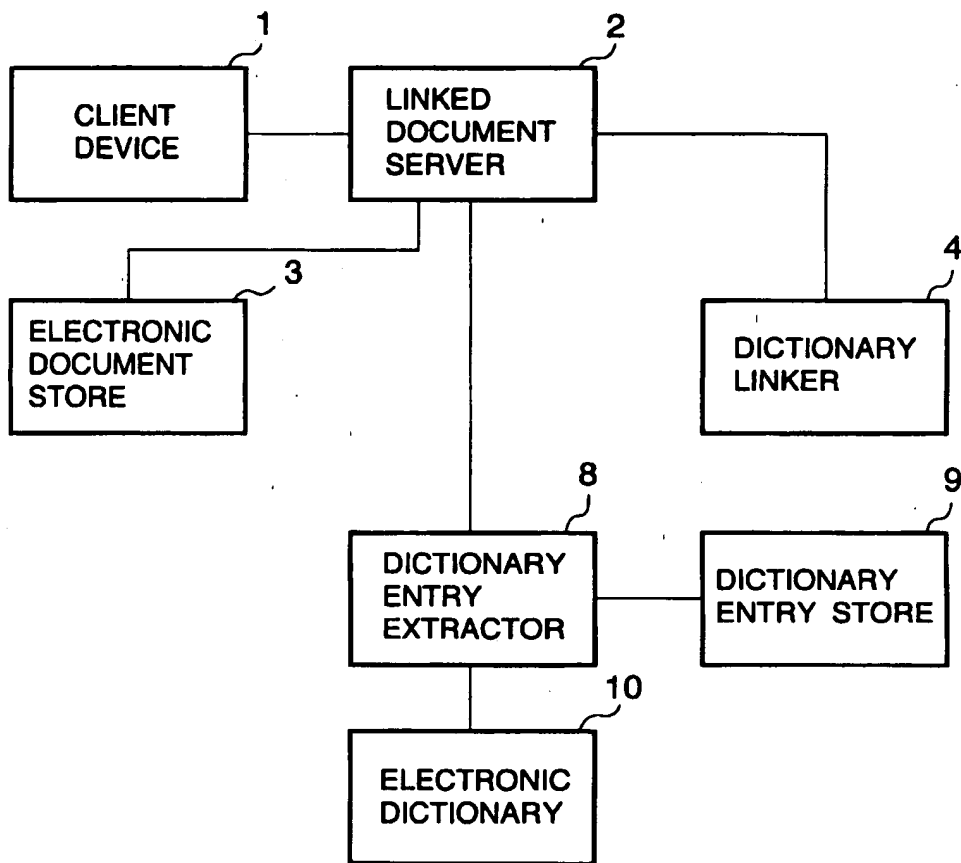 1
CLIENT
DEVICE
2
LINKED
DOCUMENT
SERVER
3
ELECTRONIC
DOCUMENT
STORE
4
DICTIONARY
LINKER
8
DICTIONARY
ENTRY
EXTRACTOR
9
DICTIONARY
ENTRY STORE
10
ELECTRONIC
DICTIONARY